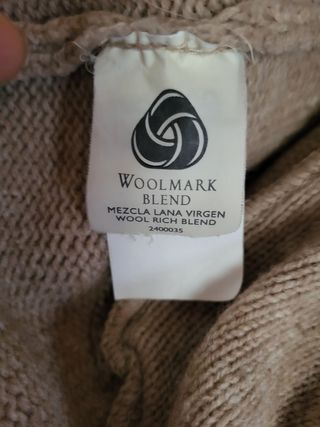 WOOLMARK
BLEND
MEZCLA LANA VIRGEN
WOOL RICH BLEND
2400035